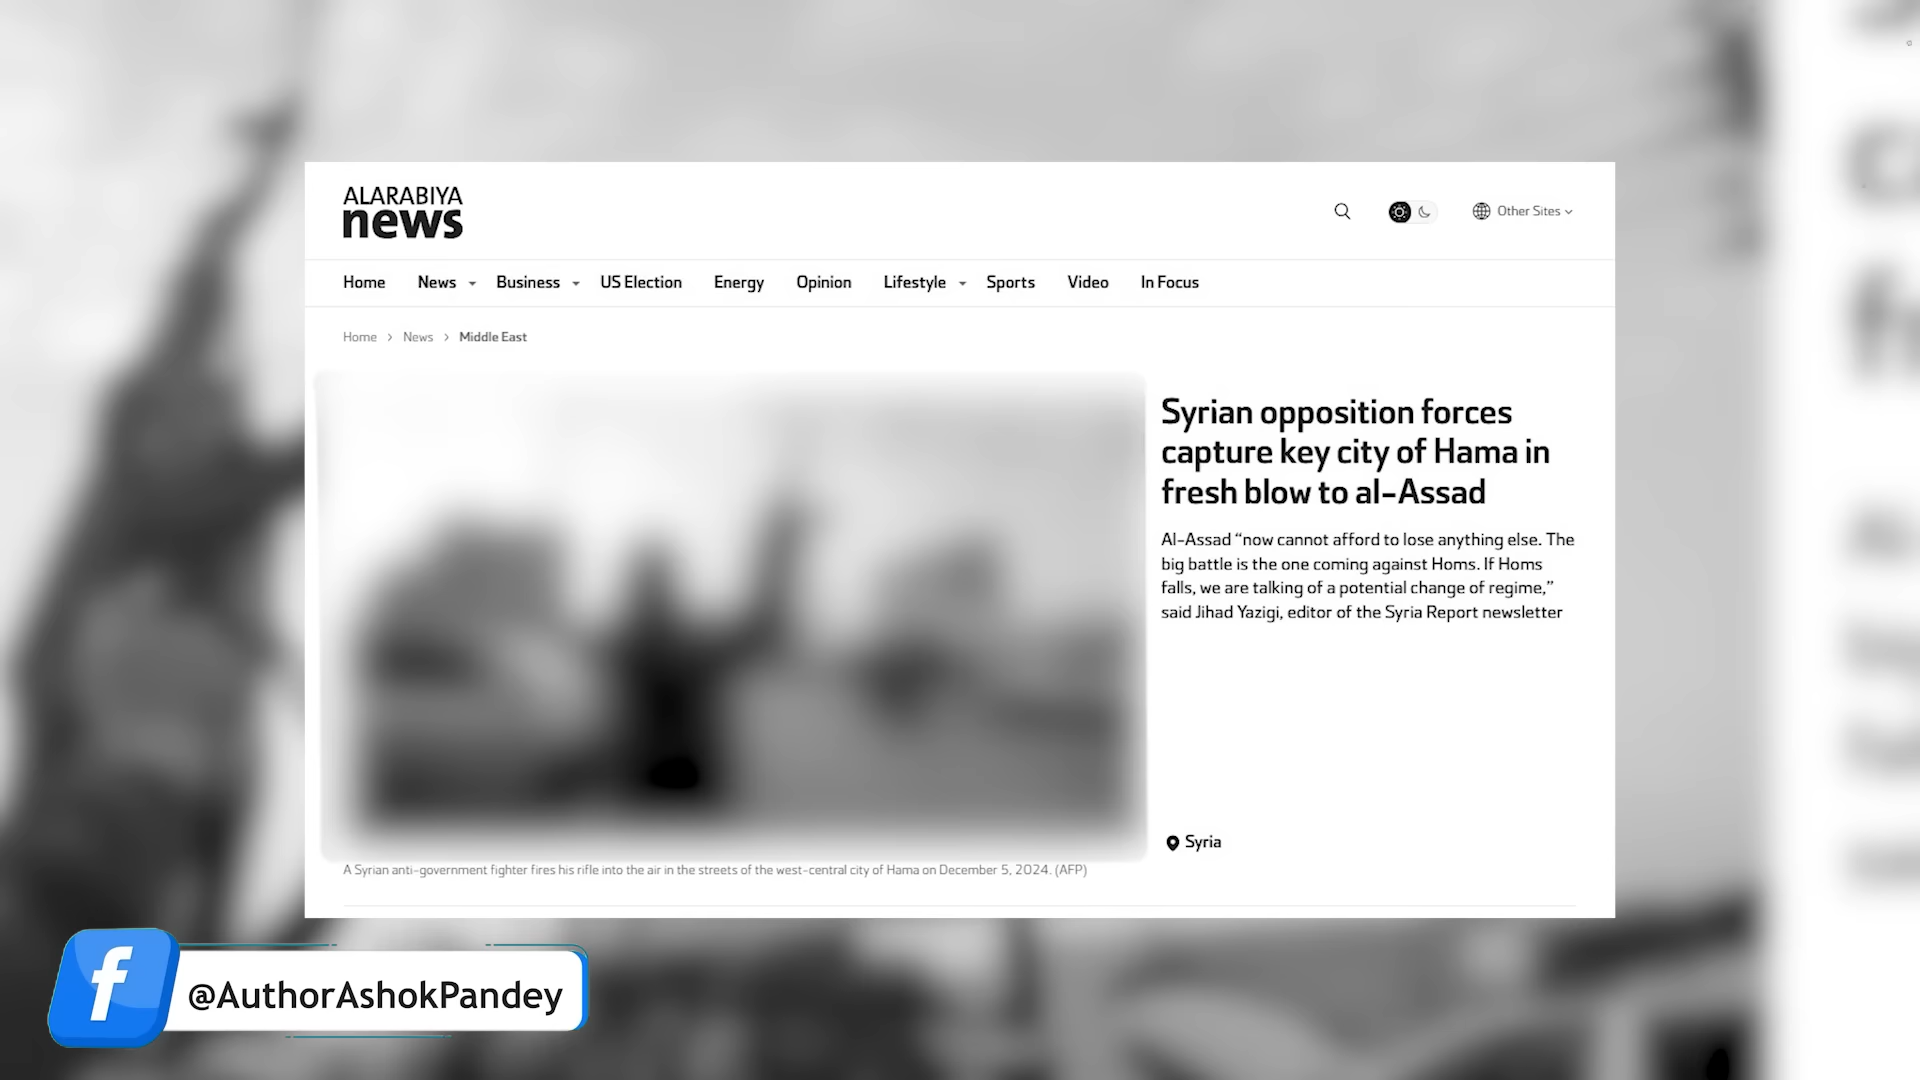 ALARABIYA
news
Other Sites
Home News Business US Election Energy Opinion Lifestyle Sports Video In Focus
Home > News > Middle East
Syrian opposition forces
capture key city of Hama in
fresh blow to al-Assad
Al-Assad “now cannot afford to lose anything else. The
big battle is the one coming against Homs. If Homs
falls, we are talking of a potential change of regime,”
said Jihad Yazigi, editor of the Syria Report newsletter
Syria
A Syrian anti-government fighter fires his rifle into the air in the streets of the west-central city of Hama on December 5, 2024. (AFP)
@AuthorAshokPandey